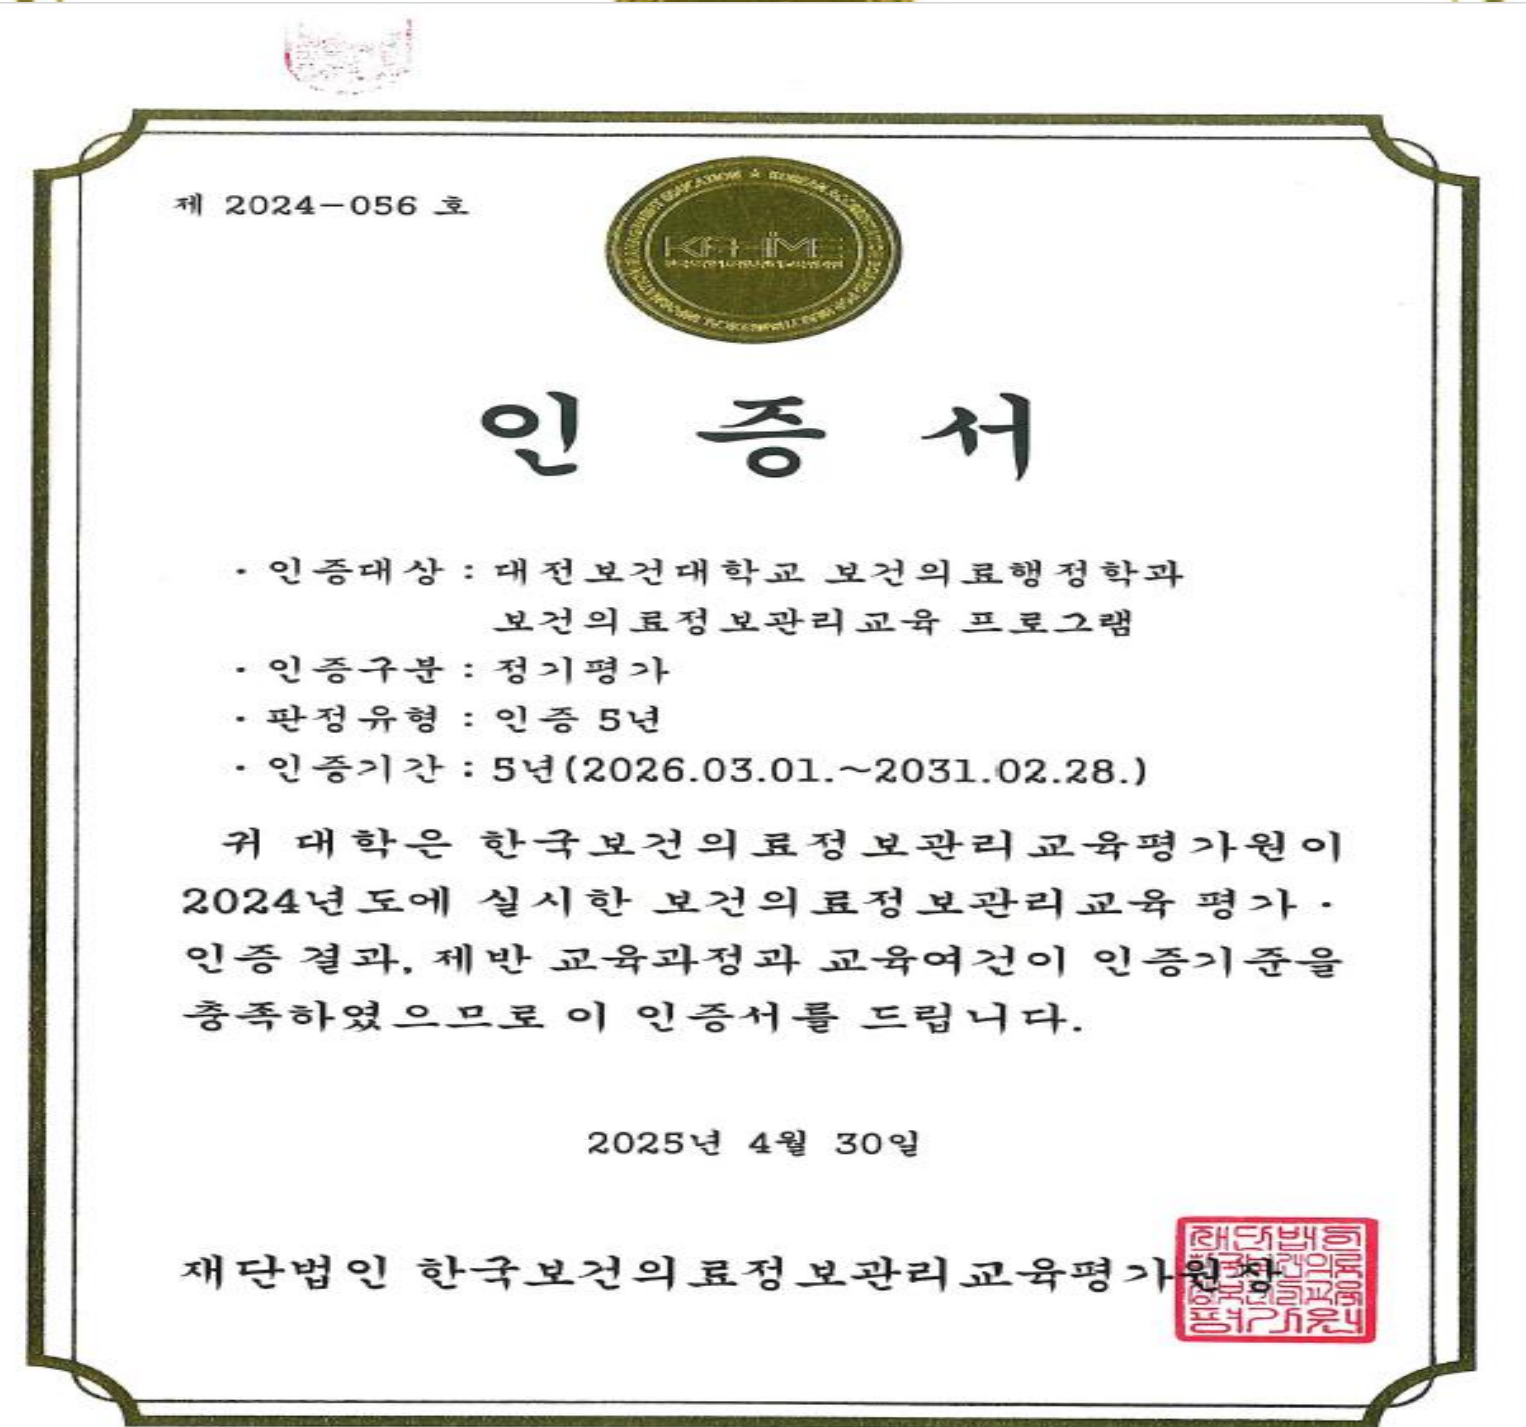 제 2024-056 호
KAHIME
인 증 서
· 인증대상 : 대전보건대학교 보건의료행정학과
보건의료정보관리교육 프로그램
· 인증구분 : 정기평가
· 판정유형 : 인증 5년
· 인증기간 : 5년(2026.03.01.~2031.02.28.)
귀 대학은 한국보건의료정보관리교육평가원이
2024년도에 실시한 보건의료정보관리교육 평가·
인증 결과, 제반 교육과정과 교육여건이 인증기준을
충족하였으므로 이 인증서를 드립니다.
2025년 4월 30일
재단법인 한국보건의료정보관리교육평가원장